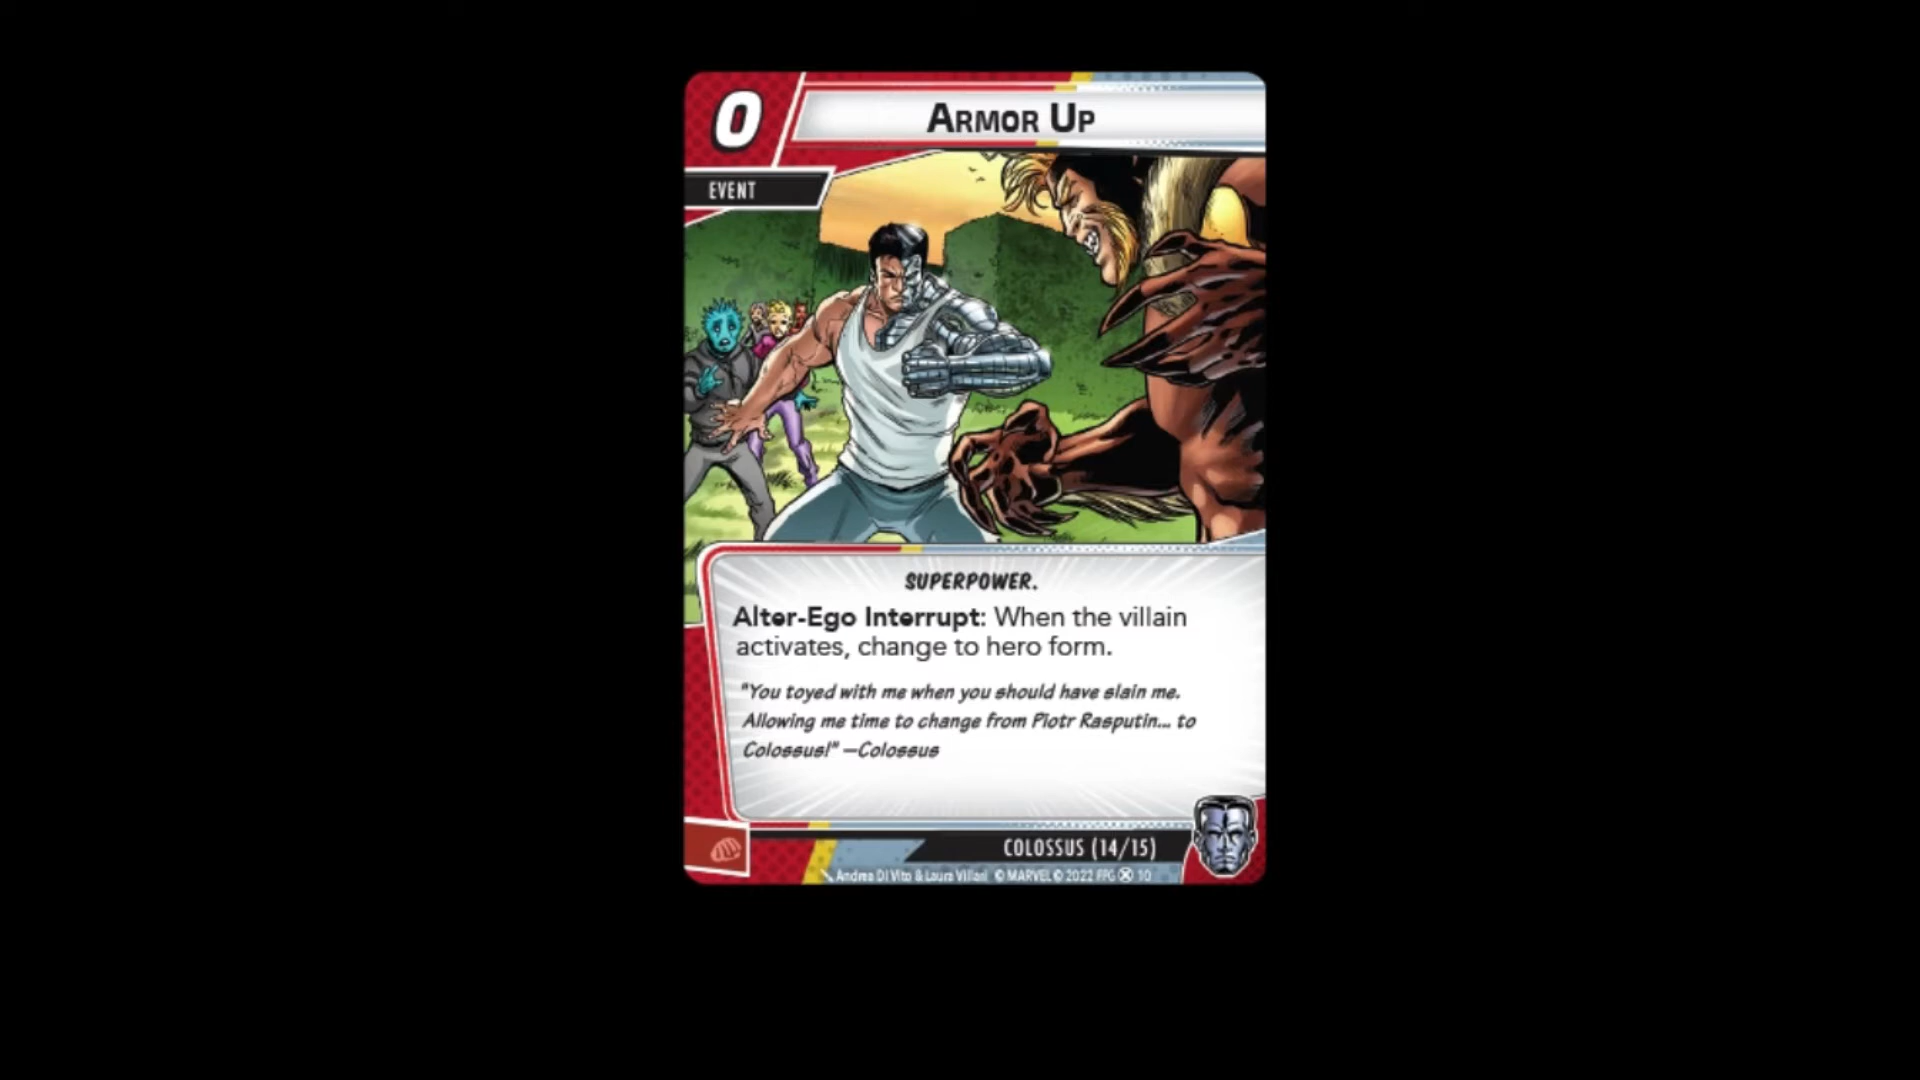 0
ARMOR UP
EVENT
SUPERPOWER.
Alter-Ego Interrupt: When the villain
activates, change to hero form.
"You toyed with me when you should have slain me.
Allowing me time to change from Piotr Rasputin... to
Colossus!" —Colossus
COLOSSUS (14/15)
Andrea Di Vito & Laura Villari © MARVEL © 2022 FFG 10